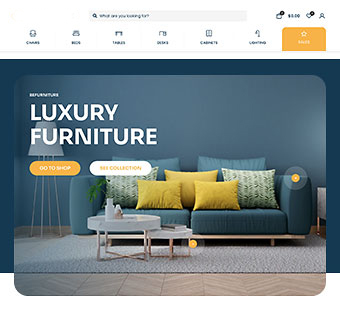 What are you looking for?
$0.00
CHAIRS
BEDS
TABLES
DESKS
CABINETS
LIGHTING
BEFURNITURE
LUXURY
FURNITURE
GO TO SHOP
SEE COLLECTION